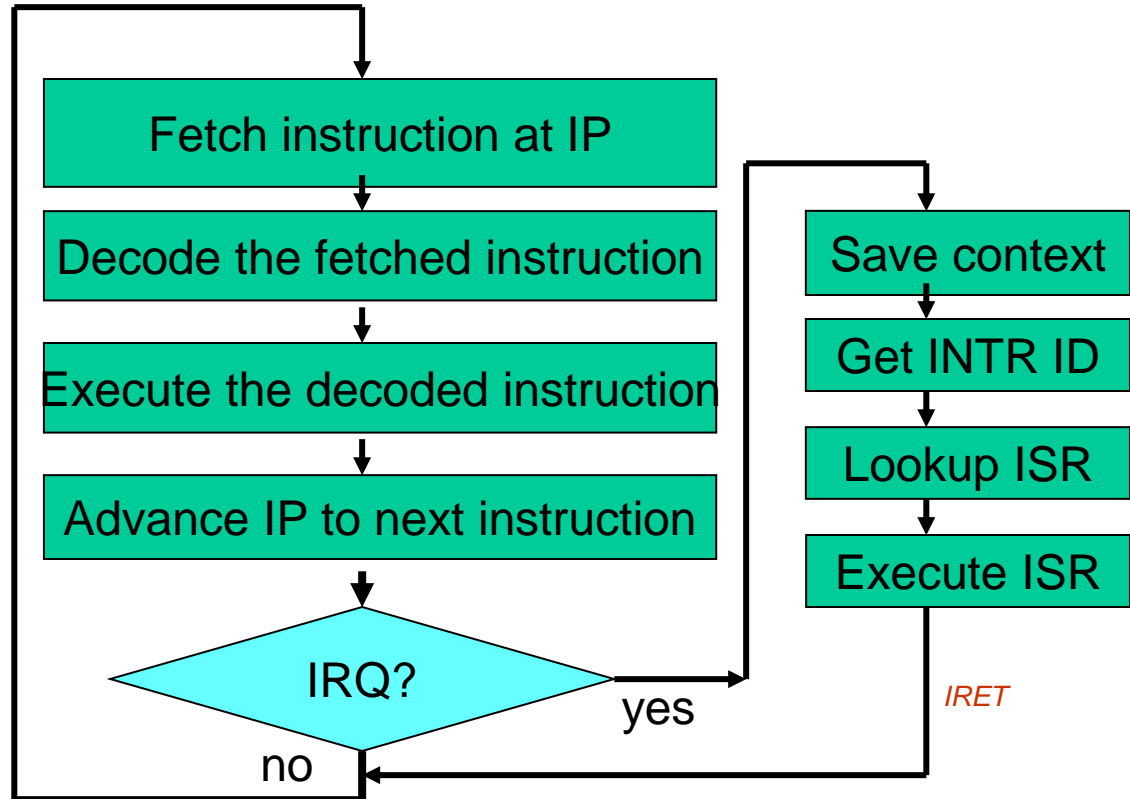 Fetch instruction at IP
Decode the fetched instruction
Execute the decoded instruction
Advance IP to next instruction
IRQ?
yes
no
Save context
Get INTR ID
Lookup ISR
Execute ISR
IRET